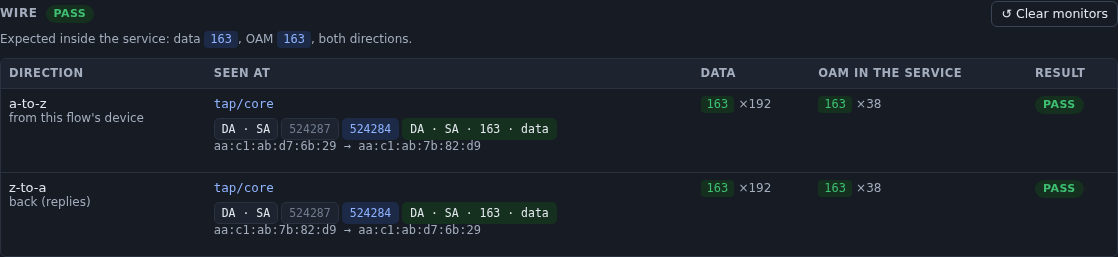 WIRE PASS
↺ Clear monitors
Expected inside the service: data 163, OAM 163, both directions.
DIRECTION SEEN AT DATA OAM IN THE SERVICE RESULT
a-to-z tap/core 163 ×192 163 ×38 PASS
from this flow's device
DA · SA 524287 524284 DA · SA · 163 · data
aa:c1:ab:d7:6b:29 → aa:c1:ab:7b:82:d9
z-to-a tap/core 163 ×192 163 ×38 PASS
back (replies)
DA · SA 524287 524284 DA · SA · 163 · data
aa:c1:ab:7b:82:d9 → aa:c1:ab:d7:6b:29